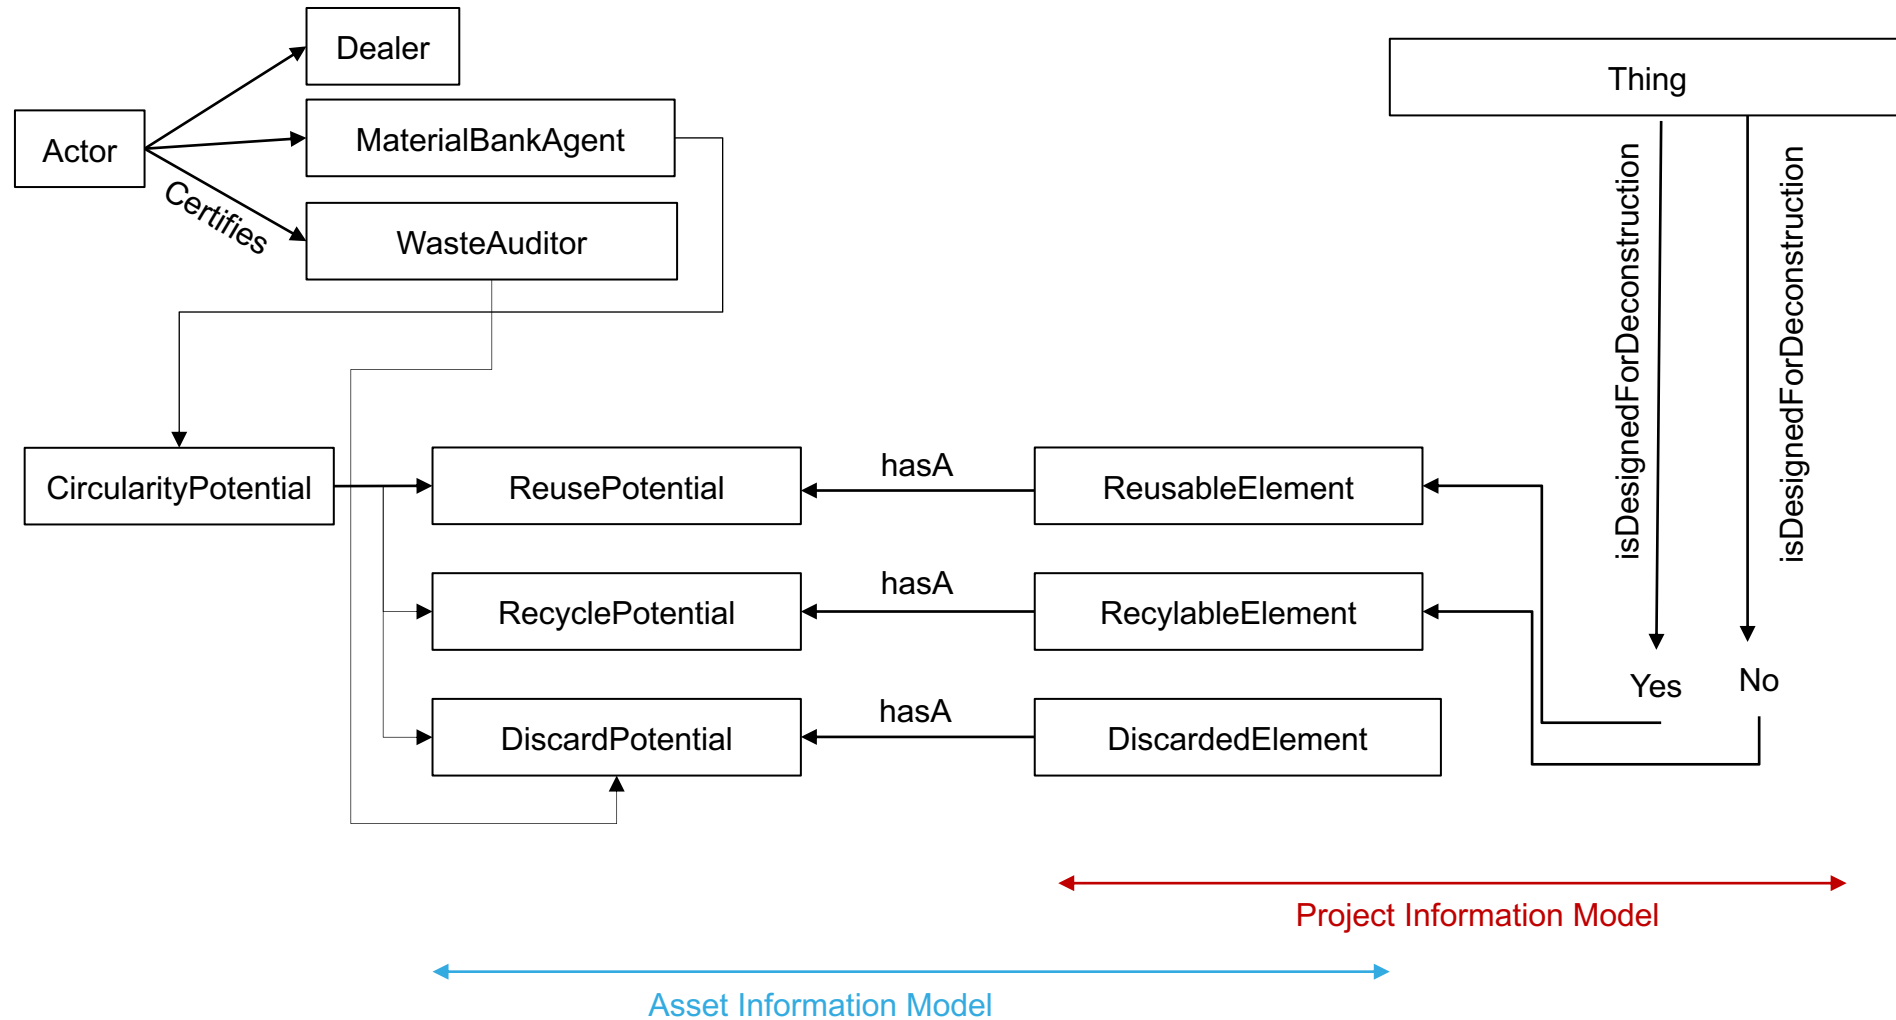 Dealer
Thing
Actor
MaterialBankAgent
Certifies
WasteAuditor
isDesignedForDeconstruction
isDesignedForDeconstruction
CircularityPotential
ReusePotential
hasA
ReusableElement
RecyclePotential
hasA
RecylableElement
Yes
No
DiscardPotential
hasA
DiscardedElement
Project Information Model
Asset Information Model